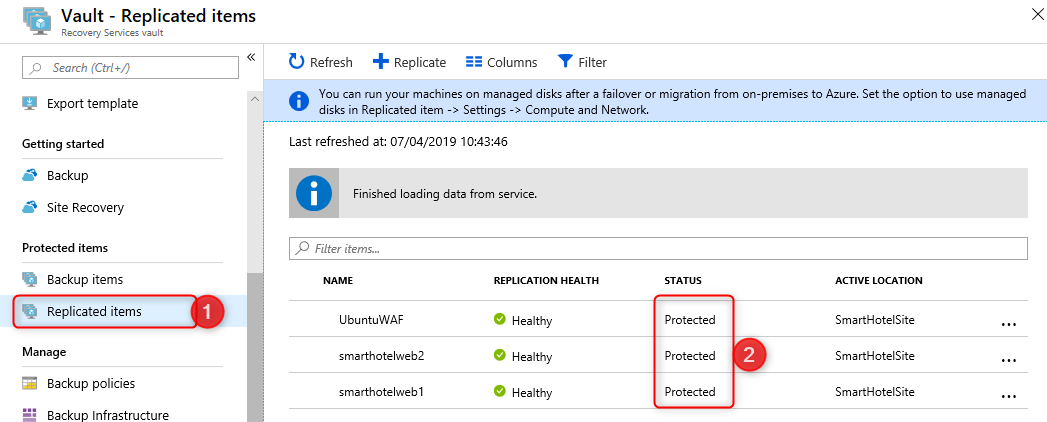 Vault - Replicated items
Recovery Services vault
Search (Ctrl+/)
Export template
Getting started
Backup
Site Recovery
Protected items
Backup items
Replicated items
1
Manage
Backup policies
Backup Infrastructure
Refresh
Replicate
Columns
Filter
You can run your machines on managed disks after a failover or migration from on-premises to Azure. Set the option to use managed
disks in Replicated item -> Settings -> Compute and Network.
Last refreshed at: 07/04/2019 10:43:46
Finished loading data from service.
Filter items...
NAME REPLICATION HEALTH STATUS ACTIVE LOCATION
UbuntuWAF Healthy Protected SmartHotelSite ...
smarthotelweb2 Healthy Protected 2 SmartHotelSite ...
smarthotelweb1 Healthy Protected SmartHotelSite ...